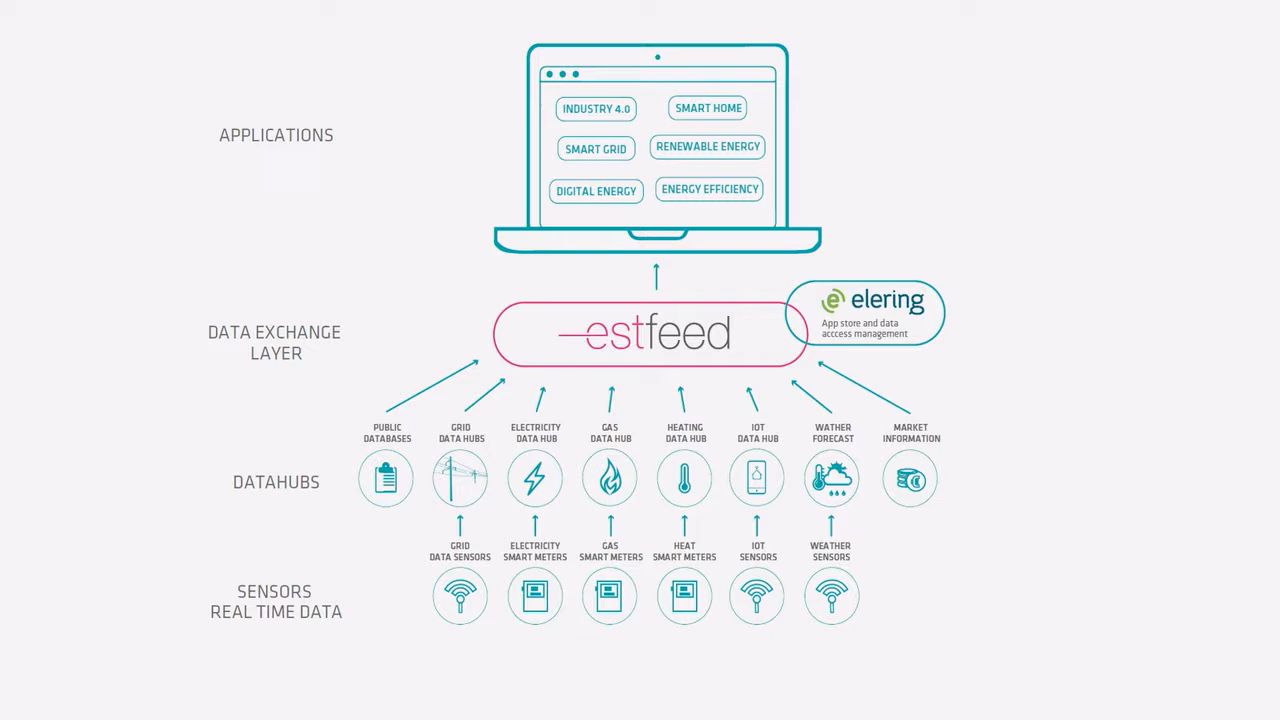 APPLICATIONS
INDUSTRY 4.0
SMART HOME
SMART GRID
RENEWABLE ENERGY
DIGITAL ENERGY
ENERGY EFFICIENCY
DATA EXCHANGE
LAYER
estfeed
e elering
App store and data
acccess management
DATAHUBS
PUBLIC
DATABASES
GRID
DATA HUBS
ELECTRICITY
DATA HUB
GAS
DATA HUB
HEATING
DATA HUB
IOT
DATA HUB
WATHER
FORECAST
MARKET
INFORMATION
SENSORS
REAL TIME DATA
GRID
DATA SENSORS
ELECTRICITY
SMART METERS
GAS
SMART METERS
HEAT
SMART METERS
IOT
SENSORS
WEATHER
SENSORS